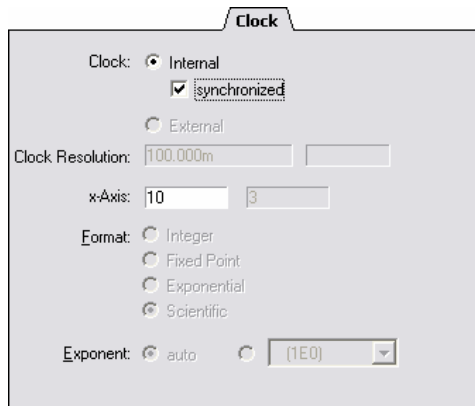 Clock
Clock: Internal
synchronized
External
Clock Resolution: 100.000m
x-Axis: 10 3
Format: Integer
Fixed Point
Exponential
Scientific
Exponent: auto (1E0)